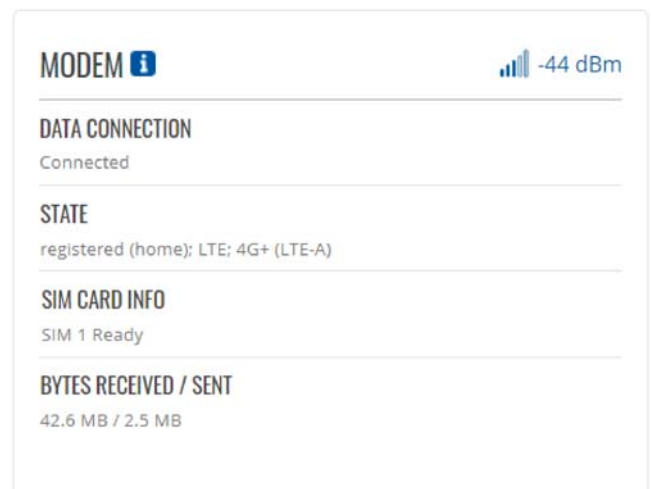 MODEM i -44 dBm
DATA CONNECTION
Connected
STATE
registered (home); LTE; 4G+ (LTE-A)
SIM CARD INFO
SIM 1 Ready
BYTES RECEIVED / SENT
42.6 MB / 2.5 MB